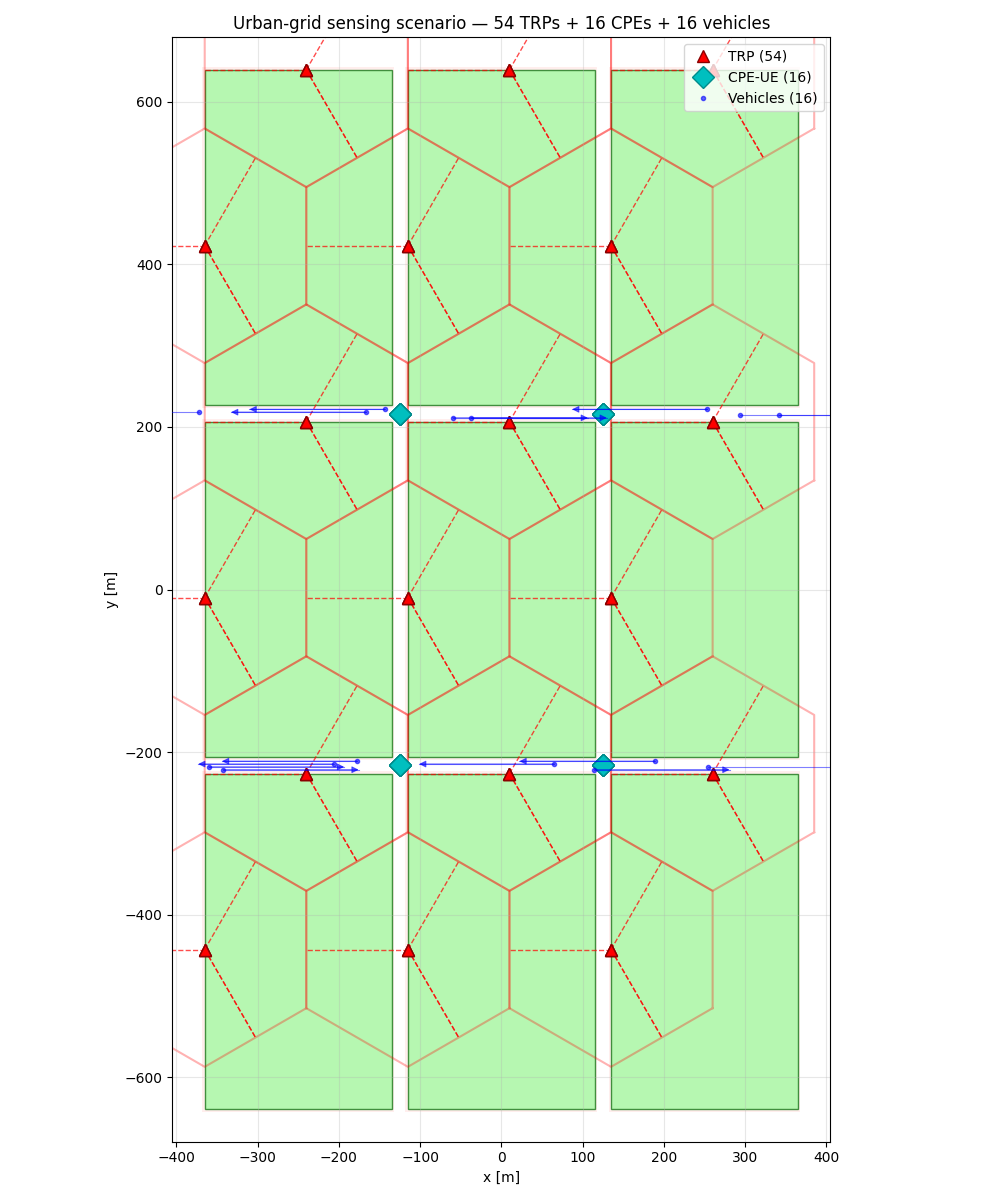 Urban-grid sensing scenario — 54 TRPs + 16 CPEs + 16 vehicles
TRP (54)
CPE-UE (16)
Vehicles (16)
600
400
200
0
−200
−400
−600
y [m]
−400
−300
−200
−100
0
100
200
300
400
x [m]